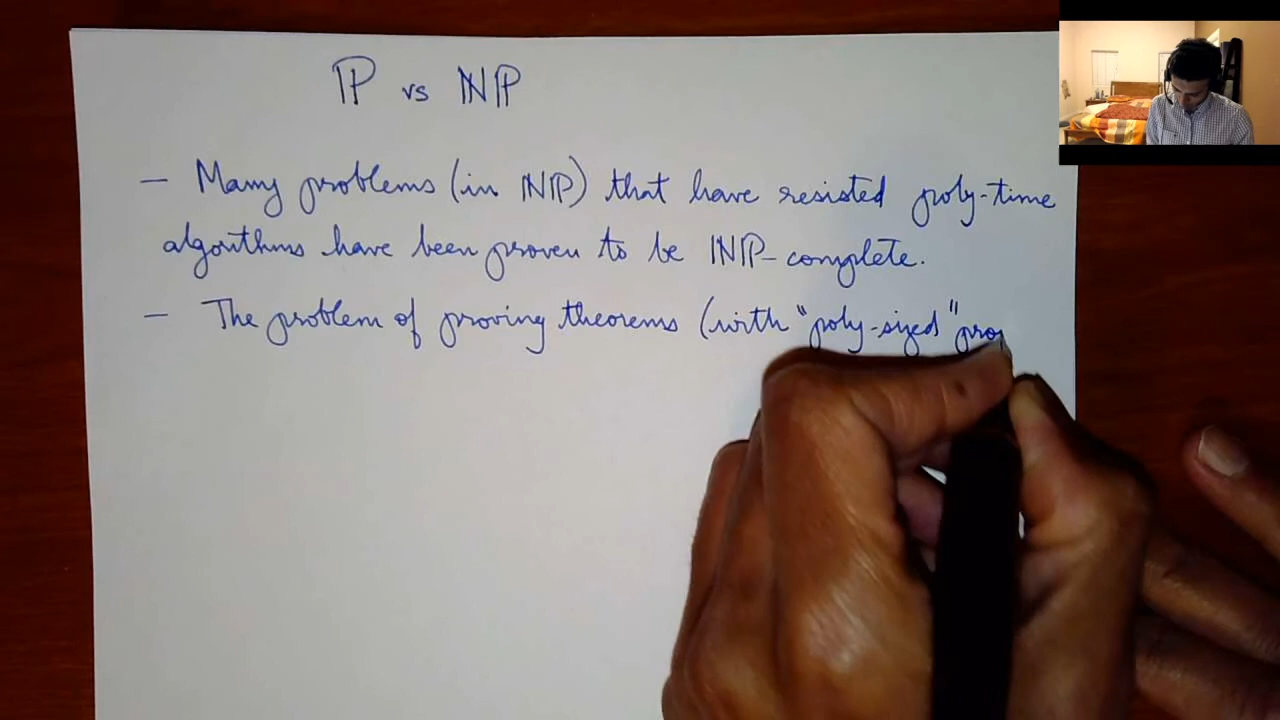 ℙ vs ℕℙ
- Many problems (in ℕℙ) that have resisted poly-time
algorithms have been proven to be ℕℙ-complete.
- The problem of proving theorems (with "poly-sized" pro